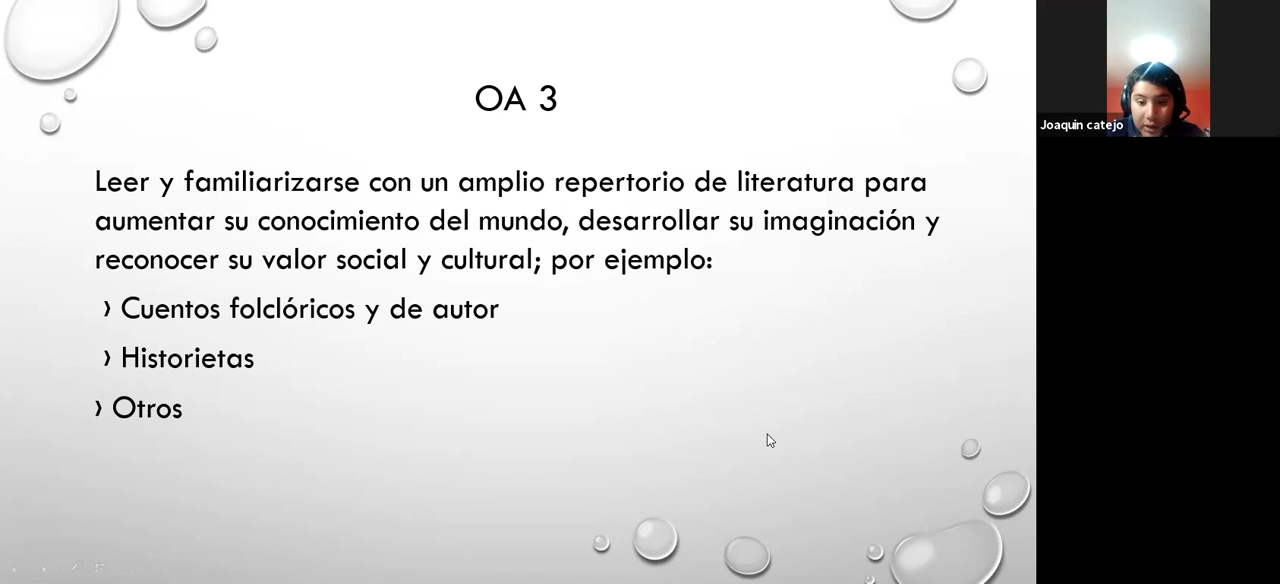 OA 3
Leer y familiarizarse con un amplio repertorio de literatura para
aumentar su conocimiento del mundo, desarrollar su imaginación y
reconocer su valor social y cultural; por ejemplo:
› Cuentos folclóricos y de autor
› Historietas
› Otros
Joaquin catejo